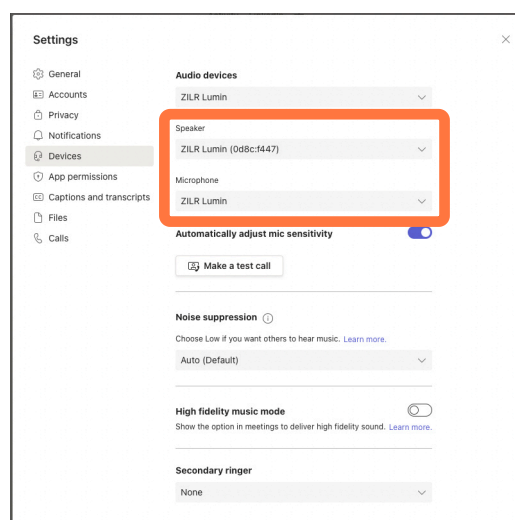 Settings
General
Accounts
Privacy
Notifications
Devices
App permissions
Captions and transcripts
Files
Calls
Audio devices
ZILR Lumin
Speaker
ZILR Lumin (0d8c:f447)
Microphone
ZILR Lumin
Automatically adjust mic sensitivity
Make a test call
Noise suppression
Choose Low if you want others to hear music. Learn more.
Auto (Default)
High fidelity music mode
Show the option in meetings to deliver high fidelity sound. Learn more.
Secondary ringer
None